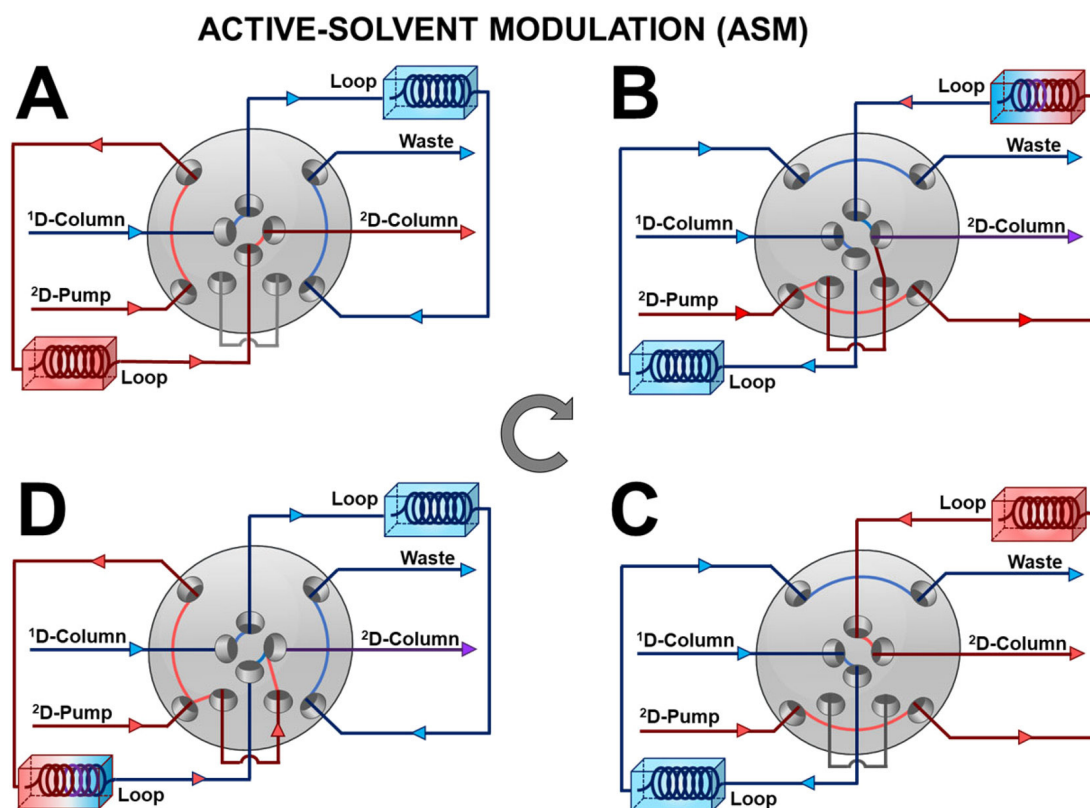 ACTIVE-SOLVENT MODULATION (ASM)
A
Loop
Waste
¹D-Column
²D-Column
²D-Pump
Loop
B
Loop
Waste
¹D-Column
²D-Column
²D-Pump
Loop
D
Loop
Waste
¹D-Column
²D-Column
²D-Pump
Loop
C
Loop
Waste
¹D-Column
²D-Column
²D-Pump
Loop